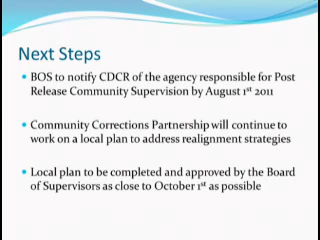 Next Steps
• BOS to notify CDCR of the agency responsible for Post
Release Community Supervision by August 1st 2011
• Community Corrections Partnership will continue to
work on a local plan to address realignment strategies
• Local plan to be completed and approved by the Board
of Supervisors as close to October 1st as possible